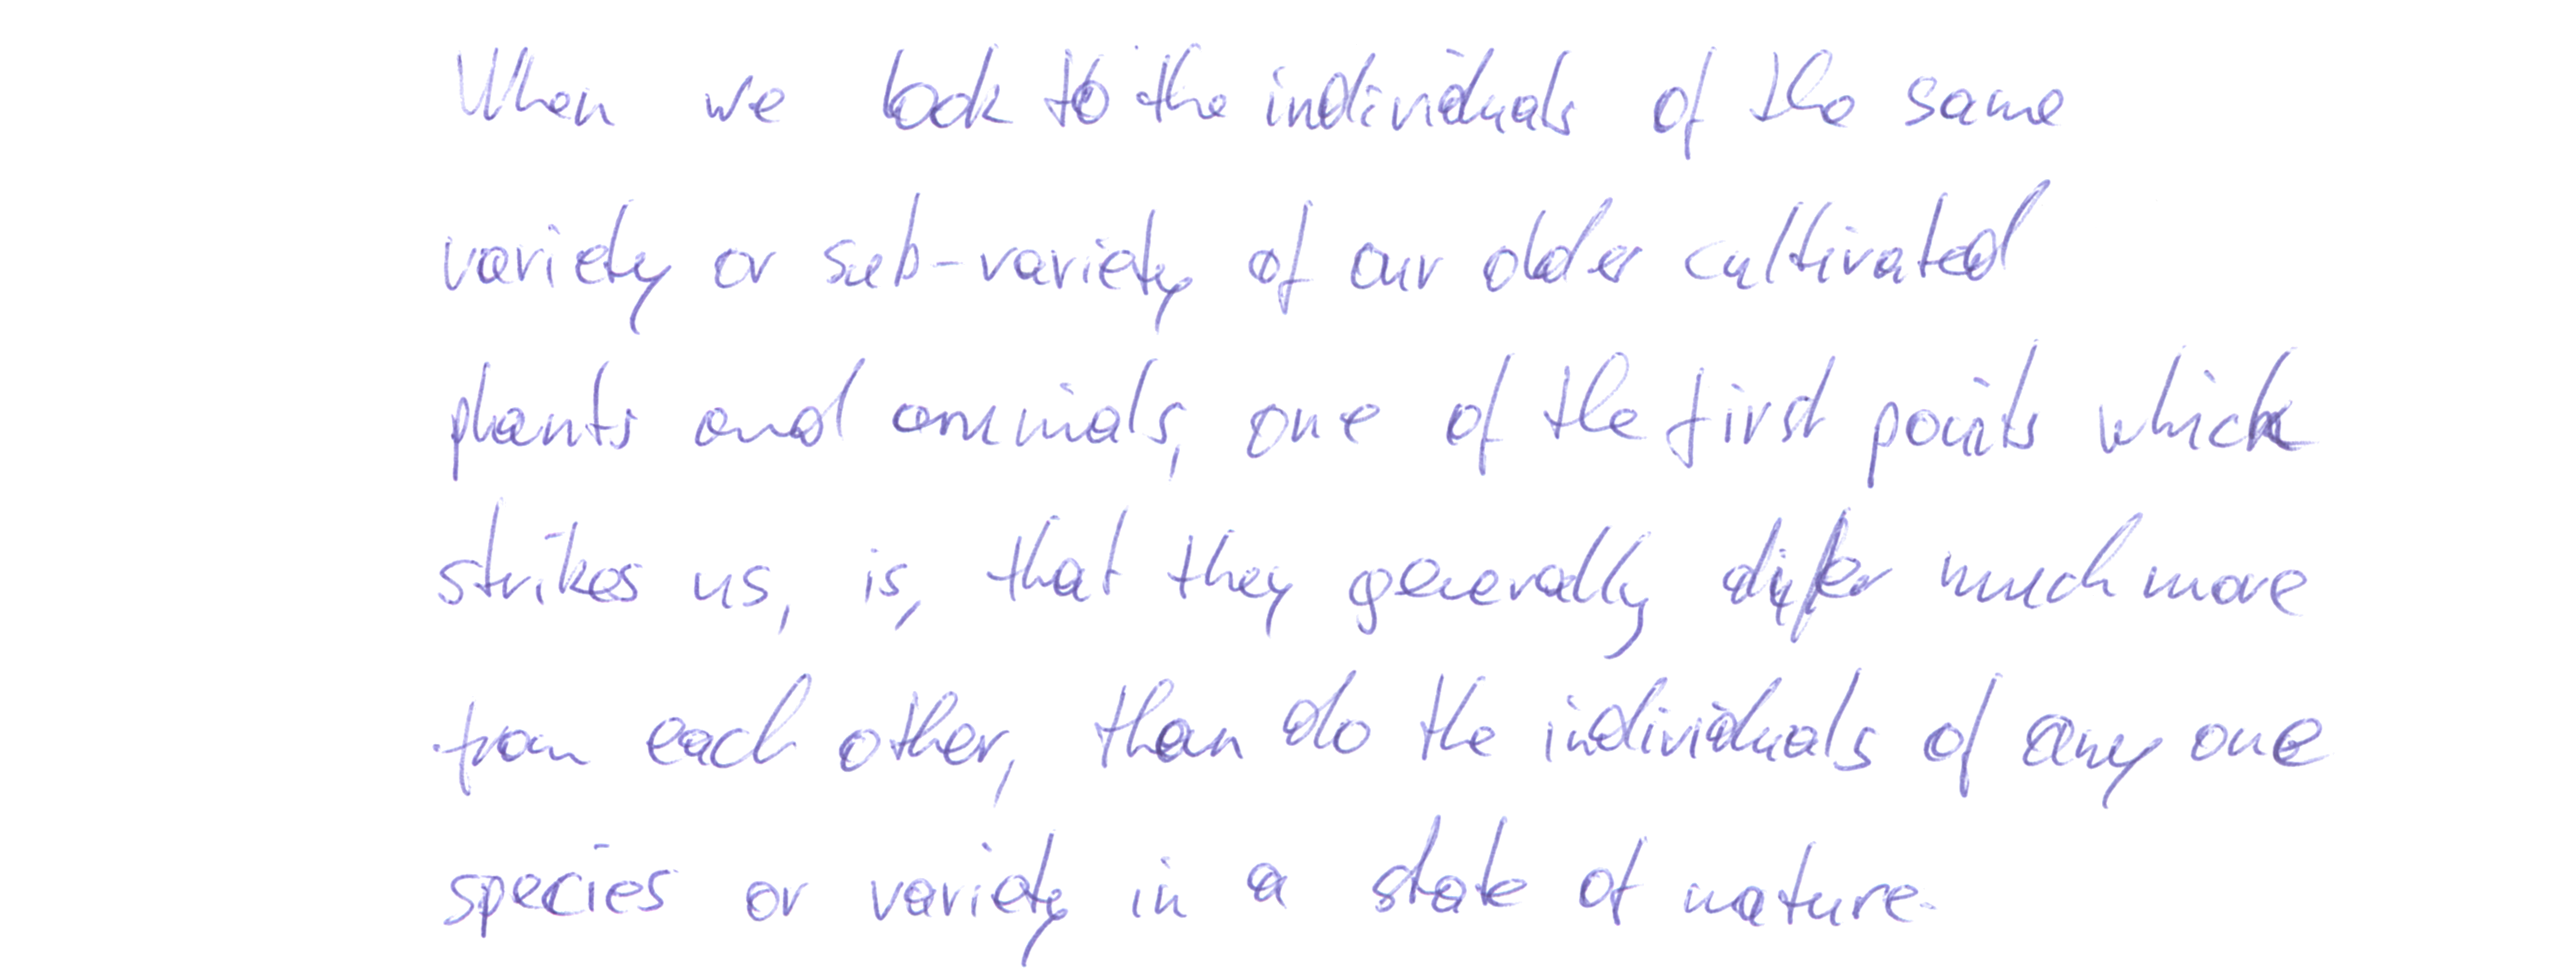 When we look to the individuals of the same
variety or sub-variety of our older cultivated
plants and animals, one of the first points which
strikes us, is, that they generally differ much more
from each other, than do the individuals of any one
species or variety in a state of nature.